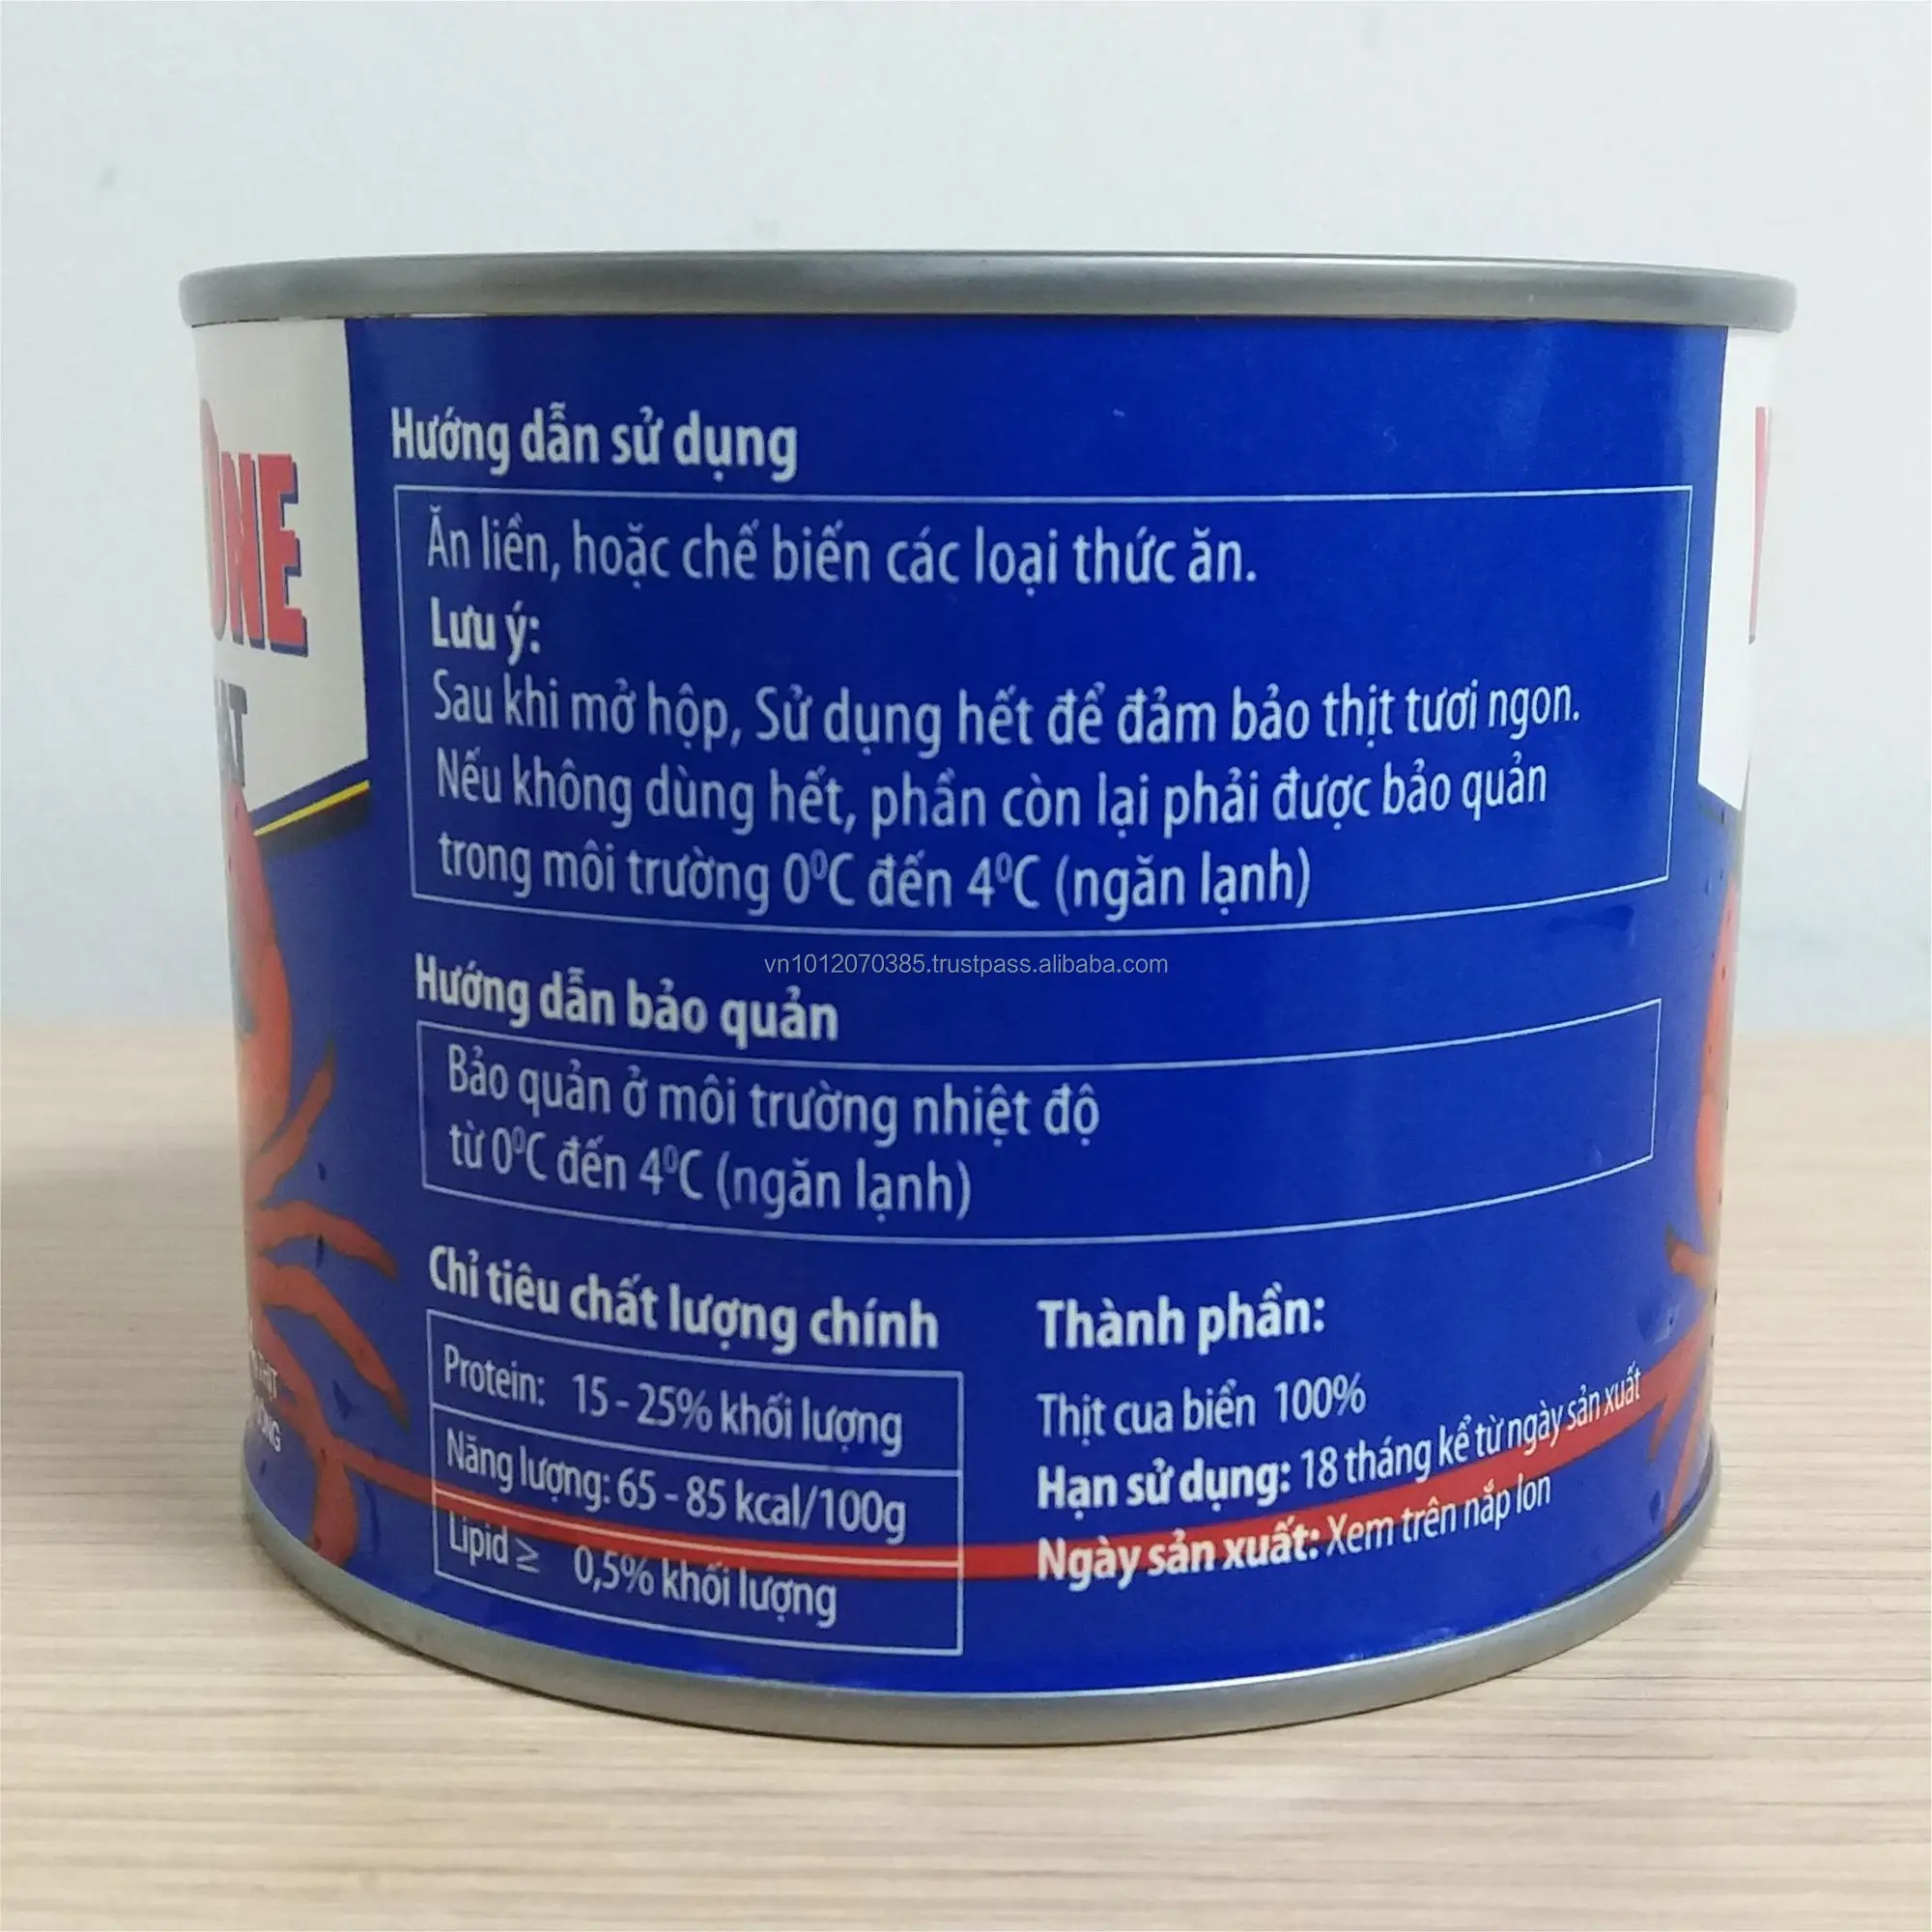 ONE
Hướng dẫn sử dụng
Ăn liền, hoặc chế biến các loại thức ăn.
Lưu ý:
Sau khi mở hộp, Sử dụng hết để đảm bảo thịt tươi ngon.
Nếu không dùng hết, phần còn lại phải được bảo quản
trong môi trường 0⁰C đến 4⁰C (ngăn lạnh)
vn1012070385.trustpass.alibaba.com
Hướng dẫn bảo quản
Bảo quản ở môi trường nhiệt độ
từ 0⁰C đến 4⁰C (ngăn lạnh)
Chỉ tiêu chất lượng chính
Protein: 15 - 25% khối lượng
Năng lượng: 65 - 85 kcal/100g
Lipid ≥ 0,5% khối lượng
Thành phần:
Thịt cua biển 100%
Hạn sử dụng: 18 tháng kể từ ngày sản xuất
Ngày sản xuất: Xem trên nắp lon